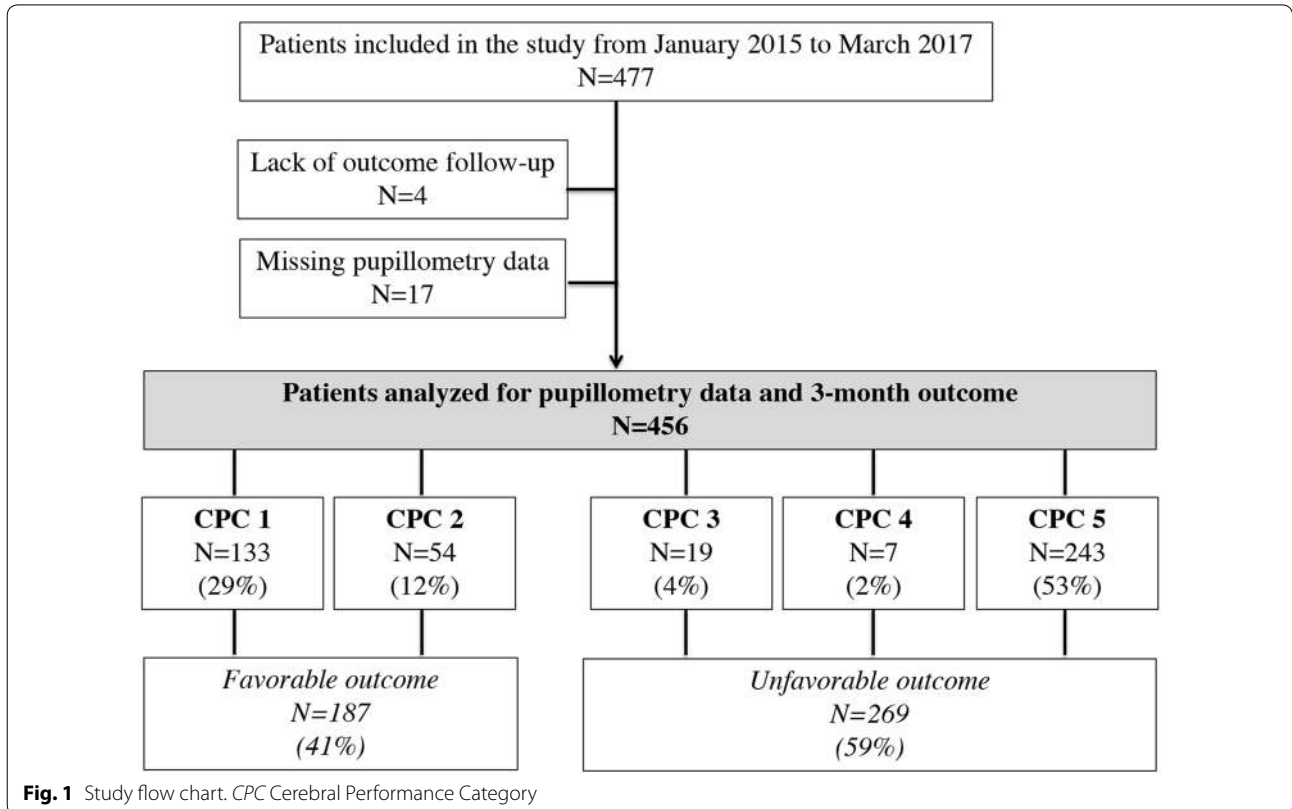 Patients included in the study from January 2015 to March 2017
N=477
Lack of outcome follow-up
N=4
Missing pupillometry data
N=17
Patients analyzed for pupillometry data and 3-month outcome
N=456
CPC 1
N=133
(29%)
CPC 2
N=54
(12%)
CPC 3
N=19
(4%)
CPC 4
N=7
(2%)
CPC 5
N=243
(53%)
Favorable outcome
N=187
(41%)
Unfavorable outcome
N=269
(59%)
Fig. 1 Study flow chart. CPC Cerebral Performance Category